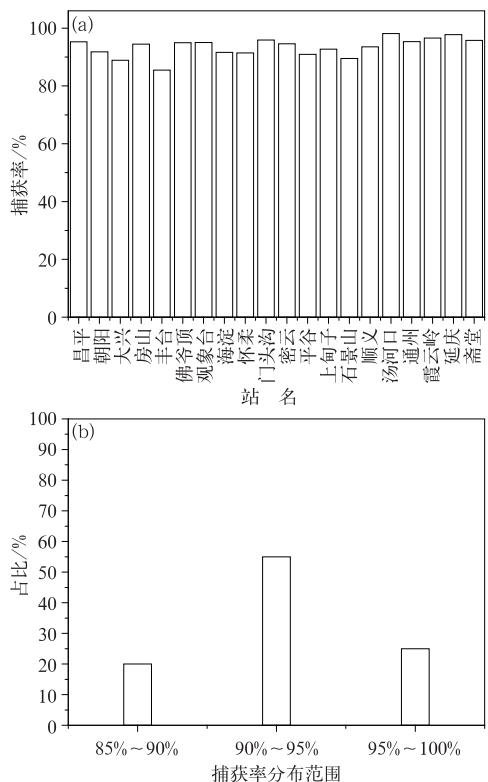 (a)
100
80
60
40
20
0
捕获率/%
昌平
朝阳
大兴
房山
丰台
佛爷顶
观象台
海淀
怀柔
门头沟
密云
平谷
上甸子
石景山
顺义
汤河口
通州
霞云岭
延庆
斋堂
站 名
(b)
100
90
80
70
60
50
40
30
20
10
0
占比/%
85%~90%
90%~95%
95%~100%
捕获率分布范围